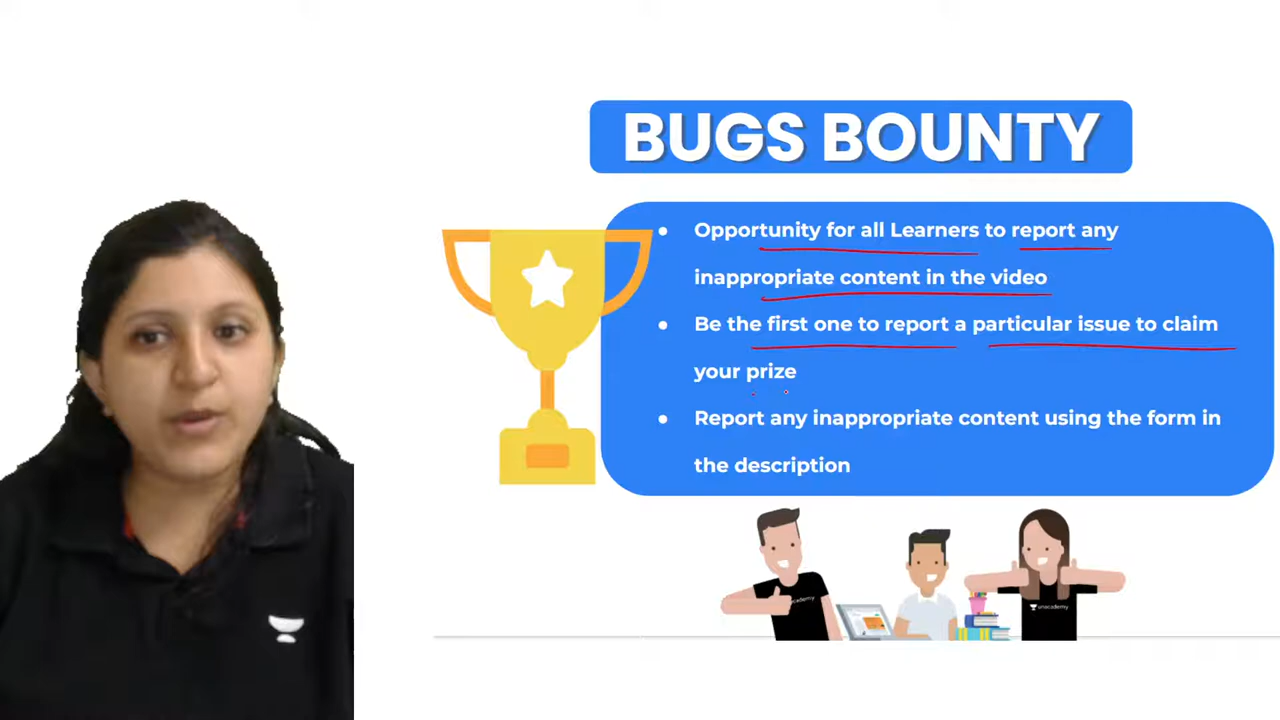 BUGS BOUNTY
Opportunity for all Learners to report any
inappropriate content in the video
Be the first one to report a particular issue to claim
your prize
Report any inappropriate content using the form in
the description
unacademy